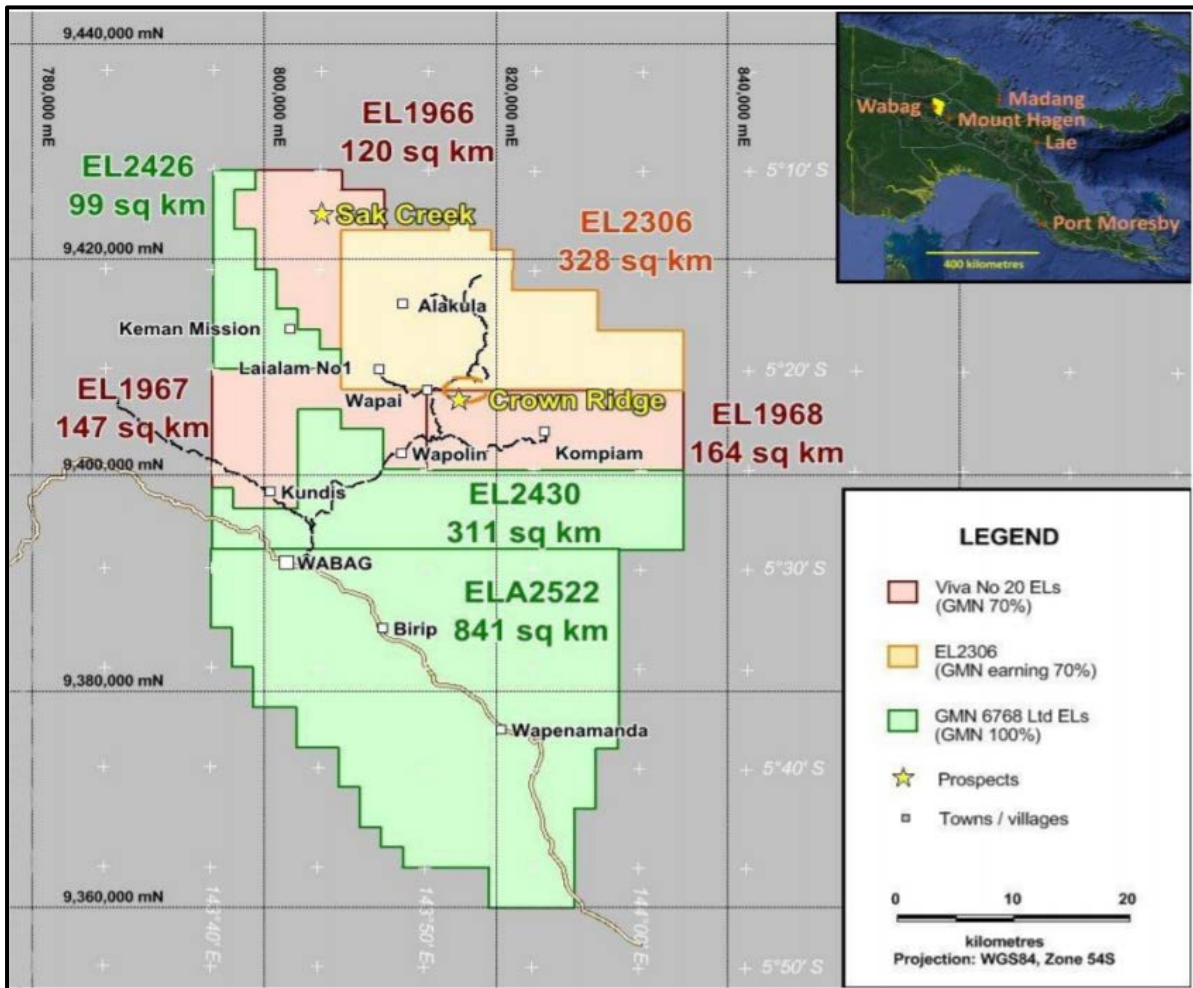 9,440,000 mN
780,000 mE
800,000 mE
820,000 mE
840,000 mE
EL1966
120 sq km
EL2426
99 sq km
Sak Creek
EL2306
328 sq km
5°10' S
9,420,000 mN
Alakula
Keman Mission
Laialam No1
5°20' S
EL1967
147 sq km
Wapai
Crown Ridge
EL1968
164 sq km
Wapolin
Kompiam
9,400,000 mN
Kundis
EL2430
311 sq km
WABAG
5°30' S
ELA2522
841 sq km
Birip
9,380,000 mN
Wapenamanda
5°40' S
9,360,000 mN
143°40' E
143°50' E
144°00' E
5°50' S
Wabag
Madang
Mount Hagen
Lae
Port Moresby
400 kilometres
LEGEND
Viva No 20 ELs
(GMN 70%)
EL2306
(GMN earning 70%)
GMN 6768 Ltd ELs
(GMN 100%)
Prospects
Towns / villages
0 10 20
kilometres
Projection: WGS84, Zone 54S